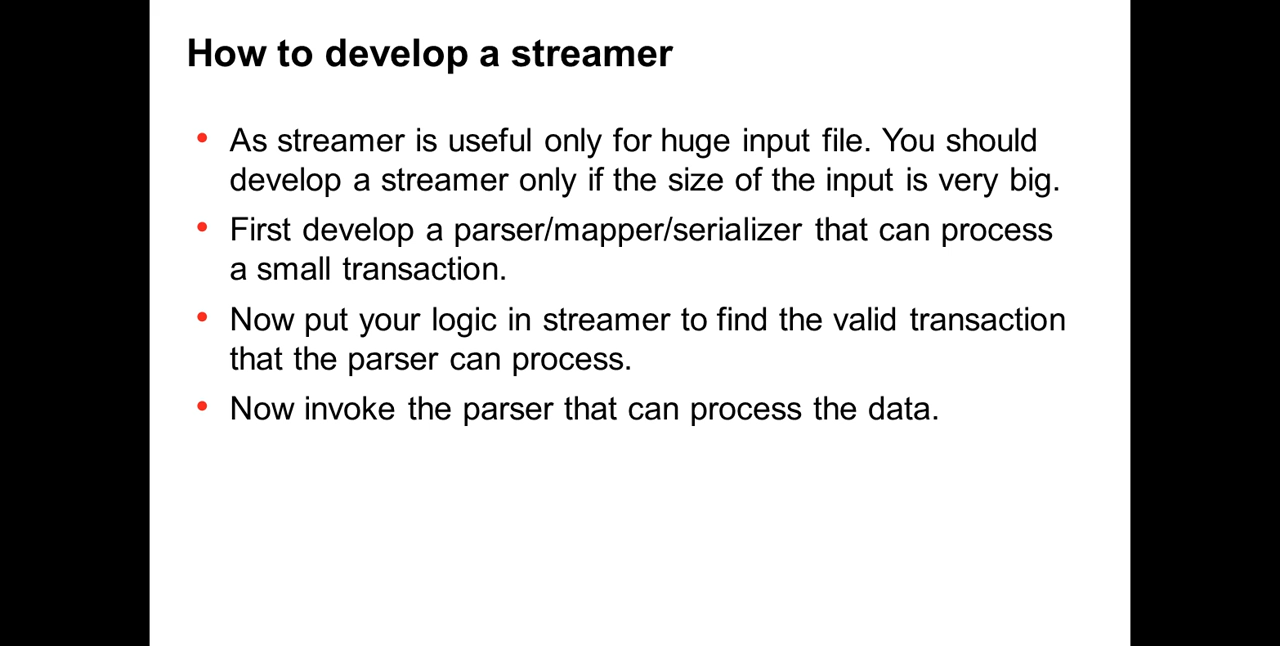 How to develop a streamer
• As streamer is useful only for huge input file. You should
develop a streamer only if the size of the input is very big.
• First develop a parser/mapper/serializer that can process
a small transaction.
• Now put your logic in streamer to find the valid transaction
that the parser can process.
• Now invoke the parser that can process the data.